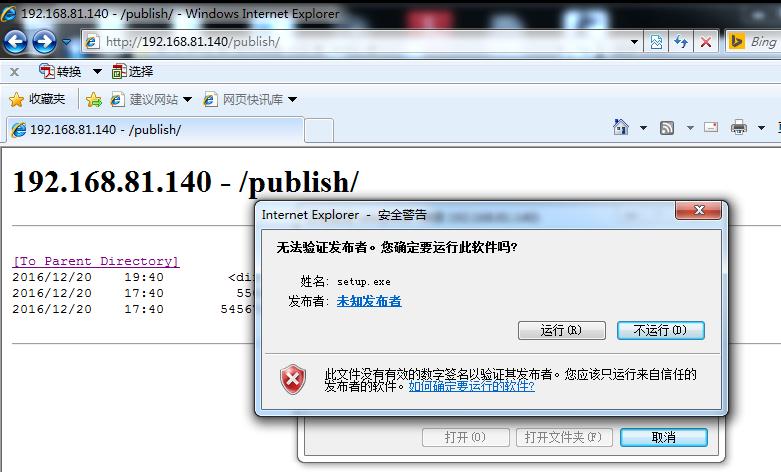 192.168.81.140 - /publish/ - Windows Internet Explorer
http://192.168.81.140/publish/
Bing
x 转换 选择
收藏夹 建议网站 网页快讯库
192.168.81.140 - /publish/
192.168.81.140 - /publish/
[To Parent Directory]
2016/12/20 19:40 <di
2016/12/20 17:40
2016/12/20 17:40 5456
Internet Explorer - 安全警告
无法验证发布者。您确定要运行此软件吗?
姓名: setup.exe
发布者: 未知发布者
运行(R) 不运行(D)
此文件没有有效的数字签名以验证其发布者。您应该只运行来自信任的
发布者的软件。如何确定要运行的软件?
打开(O) 打开文件夹(F) 取消